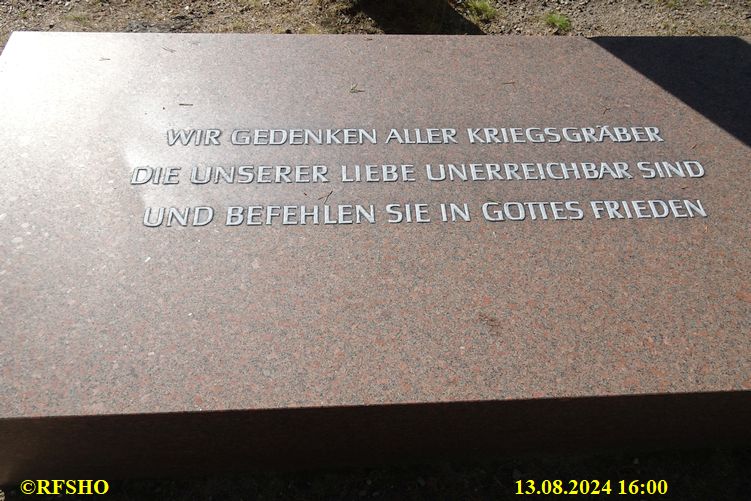 WIR GEDENKEN ALLER KRIEGSGRÄBER
DIE UNSERER LIEBE UNERREICHBAR SIND
UND BEFEHLEN SIE IN GOTTES FRIEDEN
©RFSHO
13.08.2024 16:00